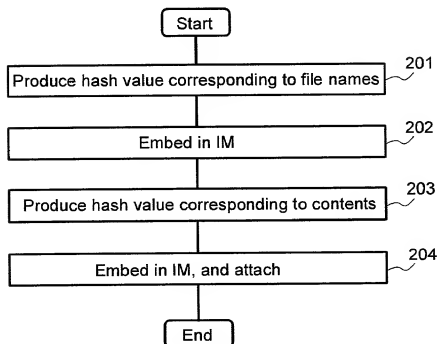 Start
Produce hash value corresponding to file names
201
Embed in IM
202
Produce hash value corresponding to contents
203
Embed in IM, and attach
204
End